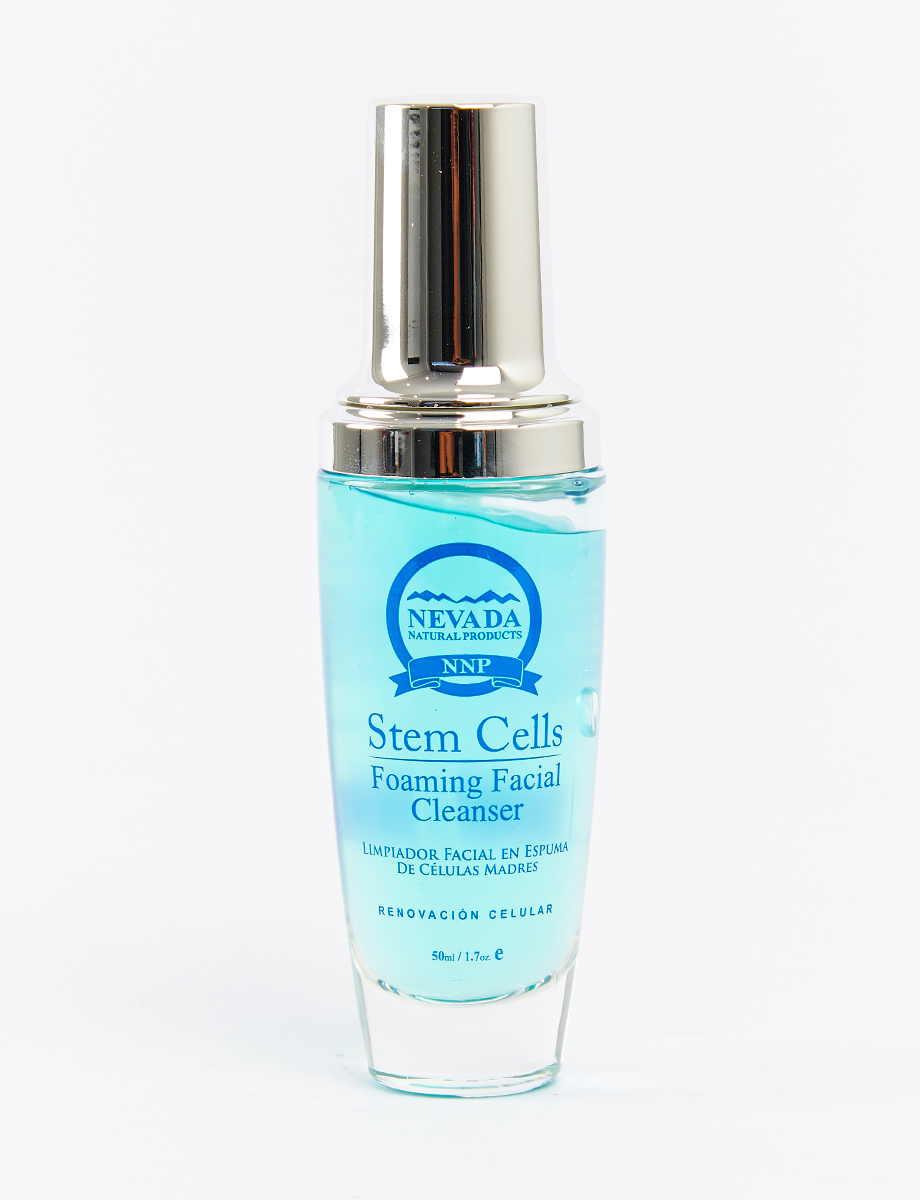 NEVADA
NATURAL PRODUCTS
NNP
Stem Cells
Foaming Facial
Cleanser
LIMPIADOR FACIAL EN ESPUMA
DE CÉLULAS MADRES
RENOVACIÓN CELULAR
50ml / 1.7oz. e